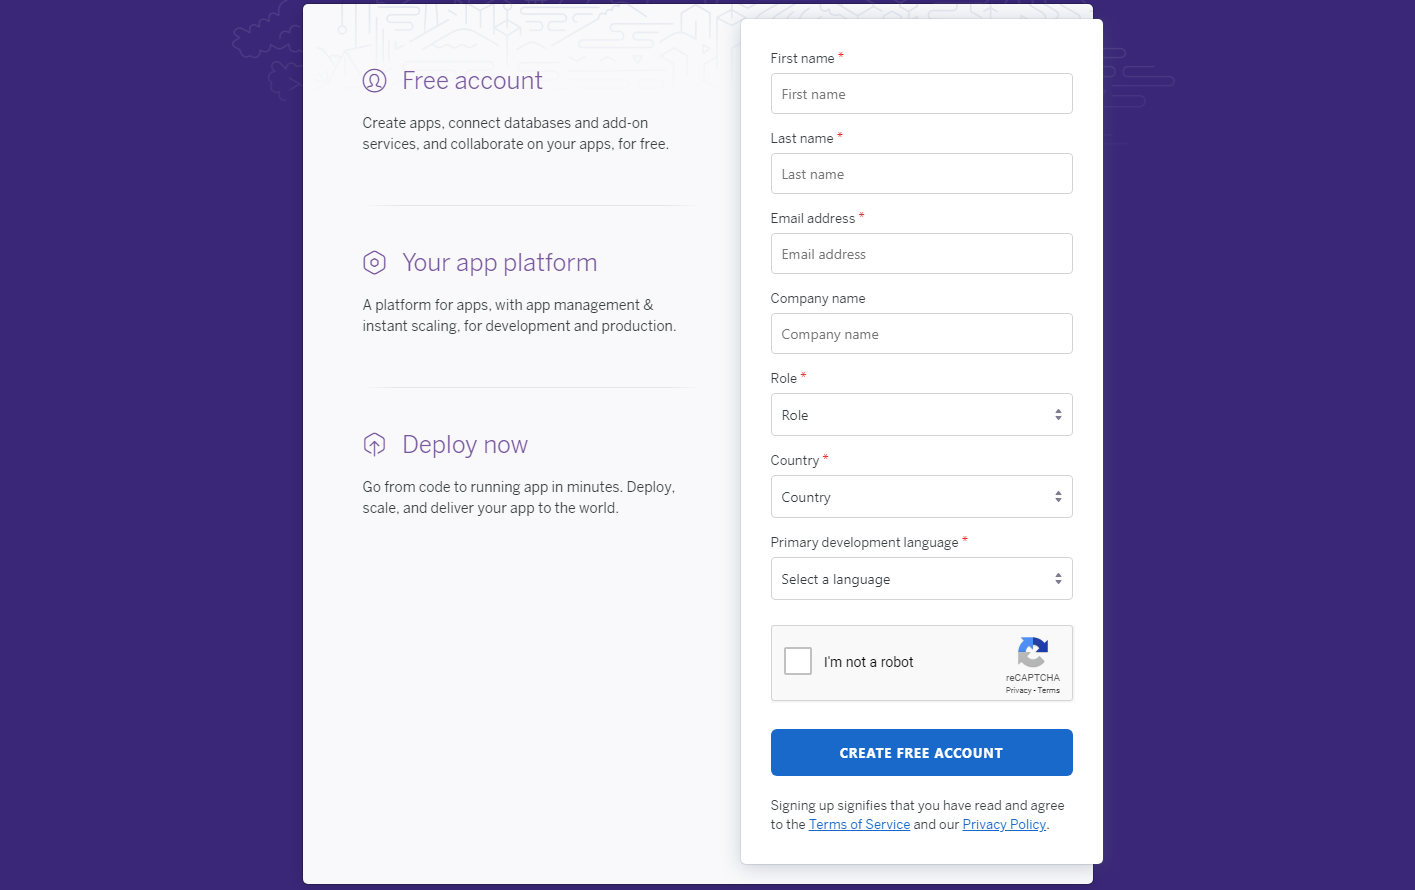 Free account
Create apps, connect databases and add-on
services, and collaborate on your apps, for free.
Your app platform
A platform for apps, with app management &
instant scaling, for development and production.
Deploy now
Go from code to running app in minutes. Deploy,
scale, and deliver your app to the world.
First name *
First name
Last name *
Last name
Email address *
Email address
Company name
Company name
Role *
Role
Country *
Country
Primary development language *
Select a language
I'm not a robot
reCAPTCHA
Privacy - Terms
CREATE FREE ACCOUNT
Signing up signifies that you have read and agree
to the Terms of Service and our Privacy Policy.